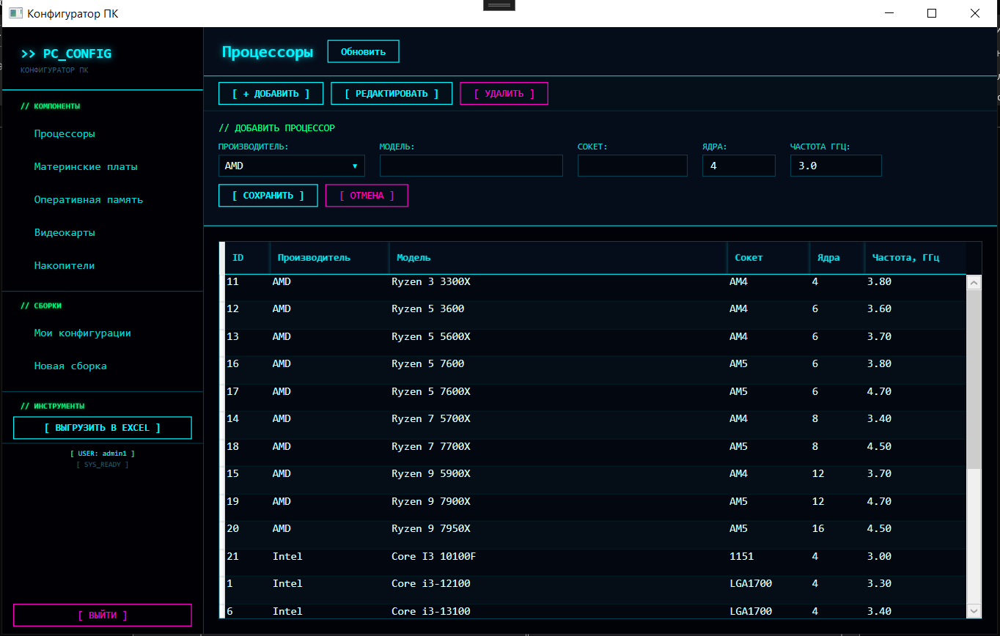 Конфигуратор ПК
>> PC_CONFIG
КОНФИГУРАТОР ПК
// КОМПОНЕНТЫ
Процессоры
Материнские платы
Оперативная память
Видеокарты
Накопители
// СБОРКИ
Мои конфигурации
Новая сборка
// ИНСТРУМЕНТЫ
[ ВЫГРУЗИТЬ В EXCEL ]
[ USER: admin1 ]
[ SYS_READY ]
[ ВЫЙТИ ]
Процессоры Обновить
[ + ДОБАВИТЬ ] [ РЕДАКТИРОВАТЬ ] [ УДАЛИТЬ ]
// ДОБАВИТЬ ПРОЦЕССОР
ПРОИЗВОДИТЕЛЬ: МОДЕЛЬ: СОКЕТ: ЯДРА: ЧАСТОТА ГГЦ:
AMD 4 3.0
[ СОХРАНИТЬ ] [ ОТМЕНА ]
ID Производитель Модель Сокет Ядра Частота, ГГц
11 AMD Ryzen 3 3300X AM4 4 3.80
12 AMD Ryzen 5 3600 AM4 6 3.60
13 AMD Ryzen 5 5600X AM4 6 3.70
16 AMD Ryzen 5 7600 AM5 6 3.80
17 AMD Ryzen 5 7600X AM5 6 4.70
14 AMD Ryzen 7 5700X AM4 8 3.40
18 AMD Ryzen 7 7700X AM5 8 4.50
15 AMD Ryzen 9 5900X AM4 12 3.70
19 AMD Ryzen 9 7900X AM5 12 4.70
20 AMD Ryzen 9 7950X AM5 16 4.50
21 Intel Core I3 10100F 1151 4 3.00
1 Intel Core i3-12100 LGA1700 4 3.30
6 Intel Core i3-13100 LGA1700 4 3.40